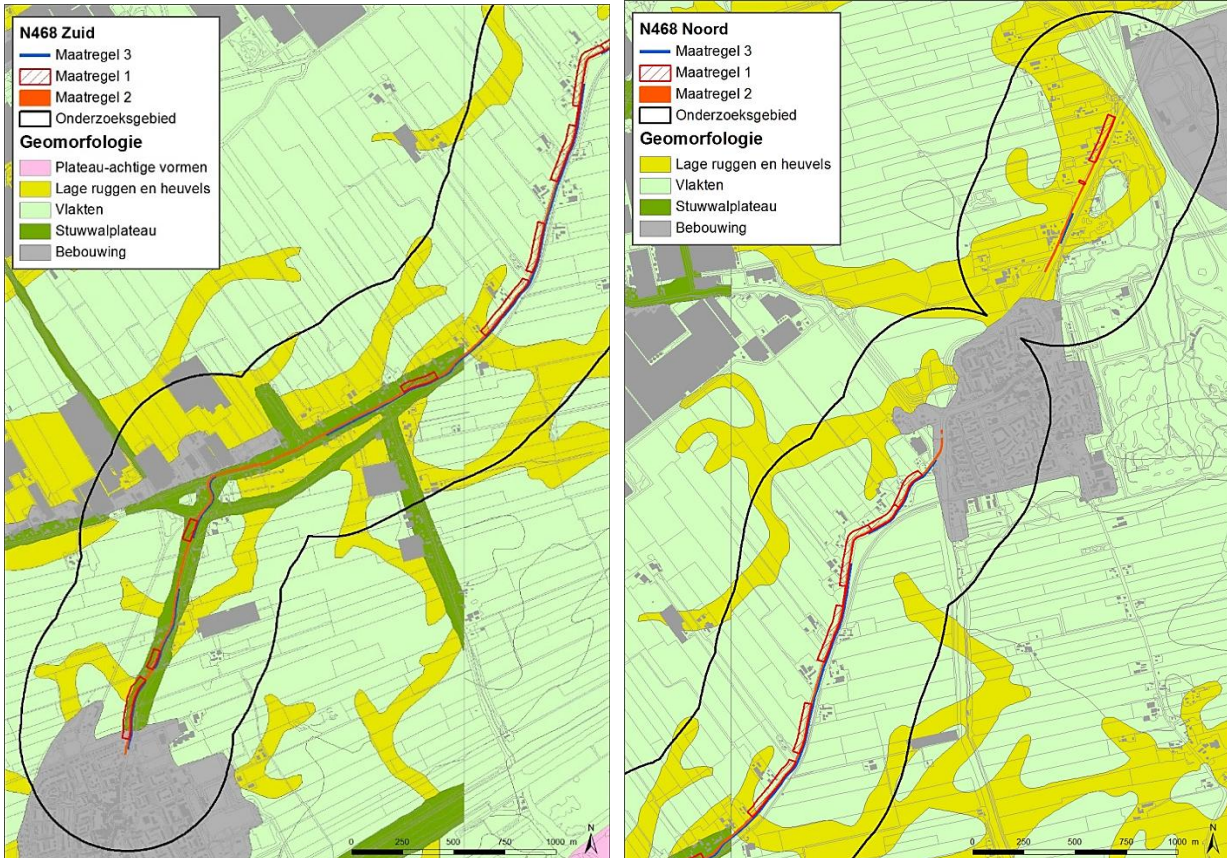 N468 Zuid
Maatregel 3
Maatregel 1
Maatregel 2
Onderzoeksgebied
Geomorfologie
Plateau-achtige vormen
Lage ruggen en heuvels
Vlakten
Stuwwalplateau
Bebouwing
0 250 500 1000 m
N
N468 Noord
Maatregel 3
Maatregel 1
Maatregel 2
Onderzoeksgebied
Geomorfologie
Lage ruggen en heuvels
Vlakten
Stuwwalplateau
Bebouwing
0 250 500 1000 m
N